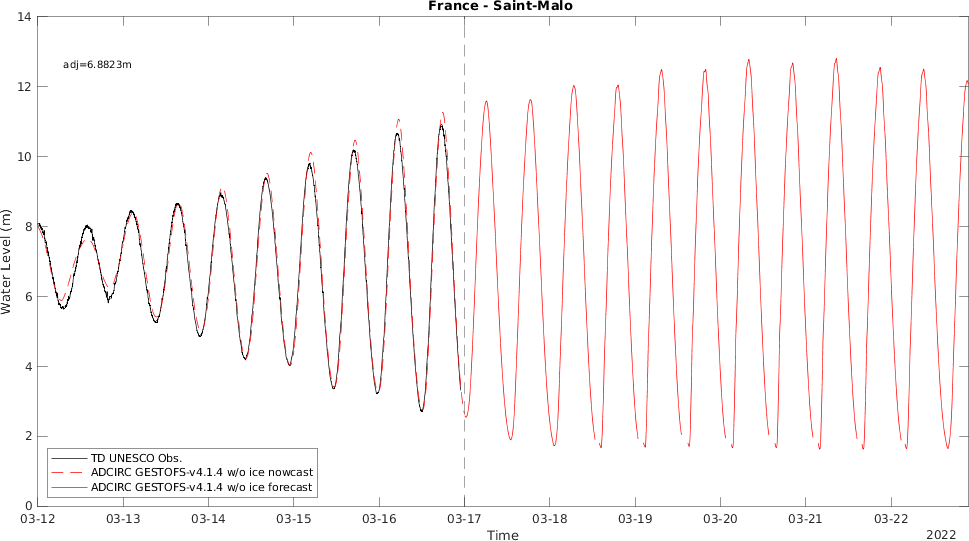 France - Saint-Malo
14
adj=6.8823m
12
10
8
6
4
2
0
Water Level (m)
TD UNESCO Obs.
ADCIRC GESTOFS-v4.1.4 w/o ice nowcast
ADCIRC GESTOFS-v4.1.4 w/o ice forecast
03-12 03-13 03-14 03-15 03-16 03-17 03-18 03-19 03-20 03-21 03-22
Time
2022